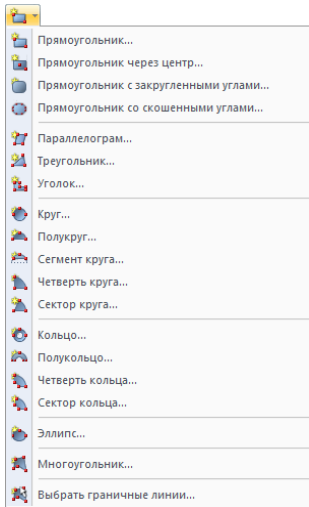 Прямоугольник...
Прямоугольник через центр...
Прямоугольник с закругленными углами...
Прямоугольник со скошенными углами...
Параллелограм...
Треугольник...
Уголок...
Круг...
Полукруг...
Сегмент круга...
Четверть круга...
Сектор круга...
Кольцо...
Полукольцо...
Четверть кольца...
Сектор кольца...
Эллипс...
Многоугольник...
Выбрать граничные линии...